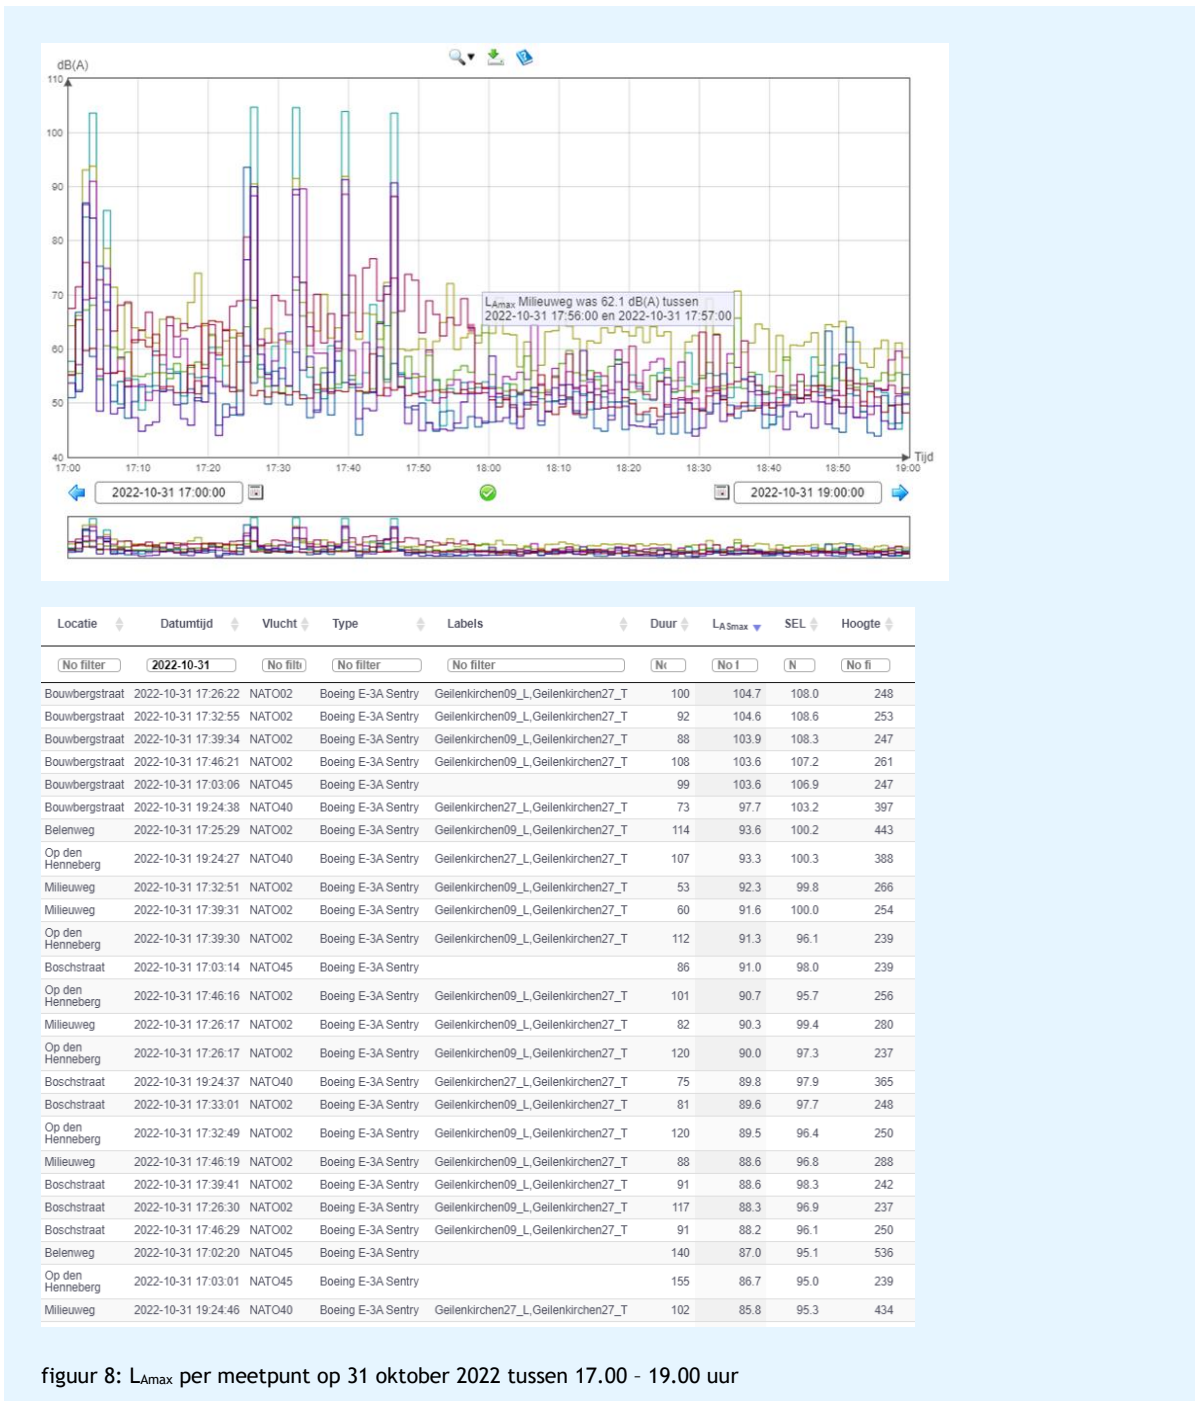 dB(A)
110
100
90
80
70
60
50
40
LAmax Milieuweg was 62.1 dB(A) tussen
2022-10-31 17:56:00 en 2022-10-31 17:57:00
Tijd
17:00 17:10 17:20 17:30 17:40 17:50 18:00 18:10 18:20 18:30 18:40 18:50 19:00
2022-10-31 17:00:00 2022-10-31 19:00:00
Locatie Datumtijd Vlucht Type Labels Duur LASmax SEL Hoogte
No filter 2022-10-31 No filt No filter No filter N No f N No fi
Bouwbergstraat 2022-10-31 17:26:22 NATO02 Boeing E-3A Sentry Geilenkirchen09_L,Geilenkirchen27_T 100 104.7 108.0 248
Bouwbergstraat 2022-10-31 17:32:55 NATO02 Boeing E-3A Sentry Geilenkirchen09_L,Geilenkirchen27_T 92 104.6 108.6 253
Bouwbergstraat 2022-10-31 17:39:34 NATO02 Boeing E-3A Sentry Geilenkirchen09_L,Geilenkirchen27_T 88 103.9 108.3 247
Bouwbergstraat 2022-10-31 17:46:21 NATO02 Boeing E-3A Sentry Geilenkirchen09_L,Geilenkirchen27_T 108 103.6 107.2 261
Bouwbergstraat 2022-10-31 17:03:06 NATO45 Boeing E-3A Sentry 99 103.6 106.9 247
Bouwbergstraat 2022-10-31 19:24:38 NATO40 Boeing E-3A Sentry Geilenkirchen27_L,Geilenkirchen27_T 73 97.7 103.2 397
Belenweg 2022-10-31 17:25:29 NATO02 Boeing E-3A Sentry Geilenkirchen09_L,Geilenkirchen27_T 114 93.6 100.2 443
Op den
Henneberg 2022-10-31 19:24:27 NATO40 Boeing E-3A Sentry Geilenkirchen27_L,Geilenkirchen27_T 107 93.3 100.3 388
Milieuweg 2022-10-31 17:32:51 NATO02 Boeing E-3A Sentry Geilenkirchen09_L,Geilenkirchen27_T 53 92.3 99.8 266
Milieuweg 2022-10-31 17:39:31 NATO02 Boeing E-3A Sentry Geilenkirchen09_L,Geilenkirchen27_T 60 91.6 100.0 254
Op den
Henneberg 2022-10-31 17:39:30 NATO02 Boeing E-3A Sentry Geilenkirchen09_L,Geilenkirchen27_T 112 91.3 96.1 239
Boschstraat 2022-10-31 17:03:14 NATO45 Boeing E-3A Sentry 86 91.0 98.0 239
Op den
Henneberg 2022-10-31 17:46:16 NATO02 Boeing E-3A Sentry Geilenkirchen09_L,Geilenkirchen27_T 101 90.7 95.7 256
Milieuweg 2022-10-31 17:26:17 NATO02 Boeing E-3A Sentry Geilenkirchen09_L,Geilenkirchen27_T 82 90.3 99.4 280
Op den
Henneberg 2022-10-31 17:26:17 NATO02 Boeing E-3A Sentry Geilenkirchen09_L,Geilenkirchen27_T 120 90.0 97.3 237
Boschstraat 2022-10-31 19:24:37 NATO40 Boeing E-3A Sentry Geilenkirchen27_L,Geilenkirchen27_T 75 89.8 97.9 365
Boschstraat 2022-10-31 17:33:01 NATO02 Boeing E-3A Sentry Geilenkirchen09_L,Geilenkirchen27_T 81 89.6 97.7 248
Op den
Henneberg 2022-10-31 17:32:49 NATO02 Boeing E-3A Sentry Geilenkirchen09_L,Geilenkirchen27_T 120 89.5 96.4 250
Milieuweg 2022-10-31 17:46:19 NATO02 Boeing E-3A Sentry Geilenkirchen09_L,Geilenkirchen27_T 88 88.6 96.8 288
Boschstraat 2022-10-31 17:39:41 NATO02 Boeing E-3A Sentry Geilenkirchen09_L,Geilenkirchen27_T 91 88.6 98.3 242
Boschstraat 2022-10-31 17:26:30 NATO02 Boeing E-3A Sentry Geilenkirchen09_L,Geilenkirchen27_T 117 88.3 96.9 237
Boschstraat 2022-10-31 17:46:29 NATO02 Boeing E-3A Sentry Geilenkirchen09_L,Geilenkirchen27_T 91 88.2 96.1 250
Belenweg 2022-10-31 17:02:20 NATO45 Boeing E-3A Sentry 140 87.0 95.1 536
Op den
Henneberg 2022-10-31 17:03:01 NATO45 Boeing E-3A Sentry 155 86.7 95.0 239
Milieuweg 2022-10-31 19:24:46 NATO40 Boeing E-3A Sentry Geilenkirchen27_L,Geilenkirchen27_T 102 85.8 95.3 434
figuur 8: LAmax per meetpunt op 31 oktober 2022 tussen 17.00 – 19.00 uur